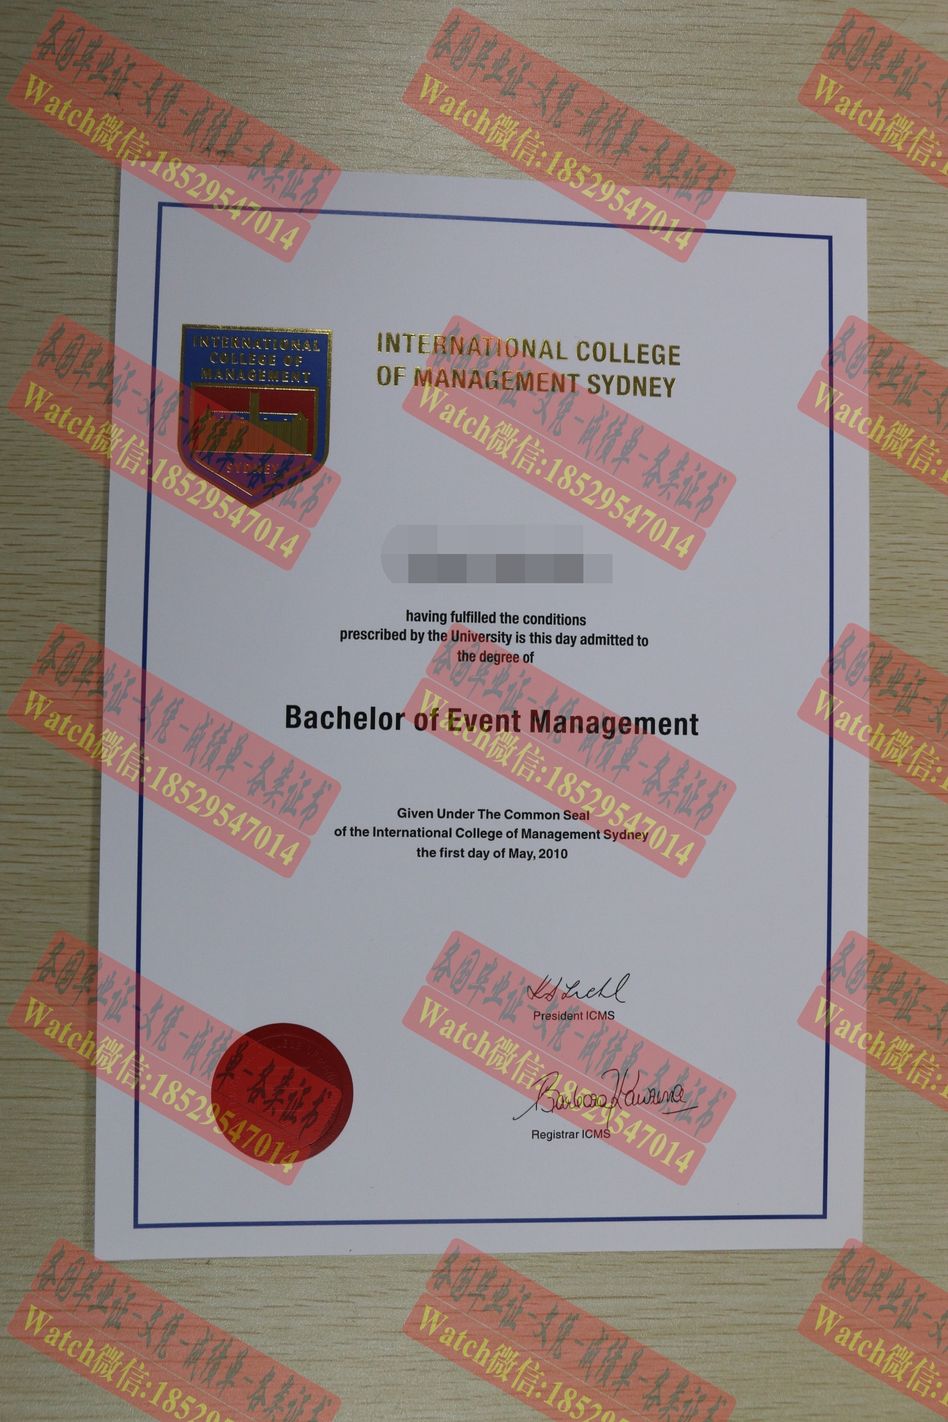 各国毕业证-文凭-成绩单-各类证书
Watch微信:18529547014
INTERNATIONAL
COLLEGE OF
MANAGEMENT
SYDNEY
INTERNATIONAL COLLEGE
OF MANAGEMENT SYDNEY
having fulfilled the conditions
prescribed by the University is this day admitted to
the degree of
Bachelor of Event Management
Given Under The Common Seal
of the International College of Management Sydney
the first day of May, 2010
President ICMS
Registrar ICMS